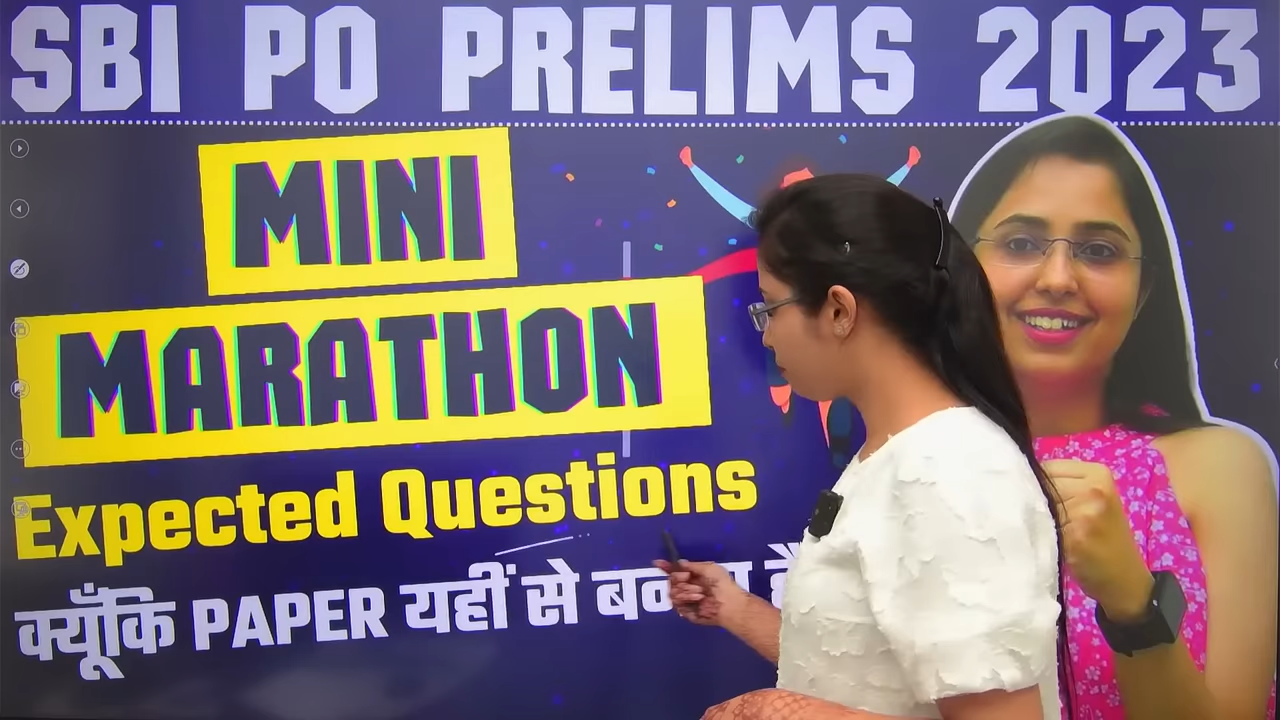 SBI PO PRELIMS 2023
MINI
MARATHON
Expected Questions
क्यूँकि PAPER यहीं से